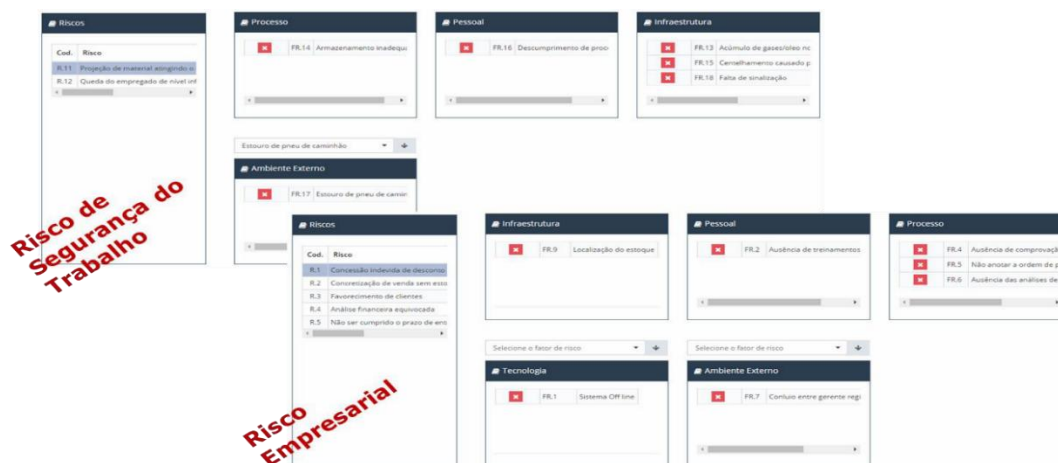 Riscos
Cod. Risco
R.11 Projeção de material atingindo o
R.12 Queda do empregado de nível inf
Processo
FR.14 Armazenamento inadequa
Pessoal
FR.16 Descumprimento de proc
Infraestrutura
FR.13 Acúmulo de gases/óleo no
FR.15 Centelhamento causado p
FR.18 Falta de sinalização
Estouro de pneu de caminhão
Ambiente Externo
FR.17 Estouro de pneu de camin
Risco de
Segurança do
Trabalho
Riscos
Cod. Risco
R.1 Concessão indevida de desconto
R.2 Concretização de venda sem esto
R.3 Favorecimento de clientes
R.4 Análise financeira equivocada
R.5 Não ser cumprido o prazo de ent
Infraestrutura
FR.9 Localização do estoque
Pessoal
FR.2 Ausência de treinamentos
Processo
FR.4 Ausência de comprovaçã
FR.5 Não anotar a ordem de p
FR.6 Ausência das análises de
Selecione o fator de risco
Selecione o fator de risco
Tecnologia
FR.1 Sistema Off line
Ambiente Externo
FR.7 Conluio entre gerente regi
Risco
Empresarial